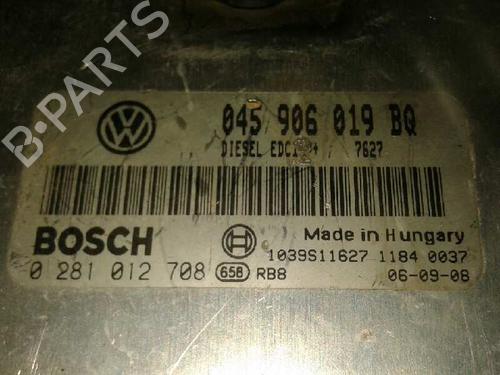 045 906 019 BQ
DIESEL 7627
BOSCH
Made in Hungary
1039S11627 1184 0037
0 281 012 708 658 RB8 06-09-08
B-PARTS